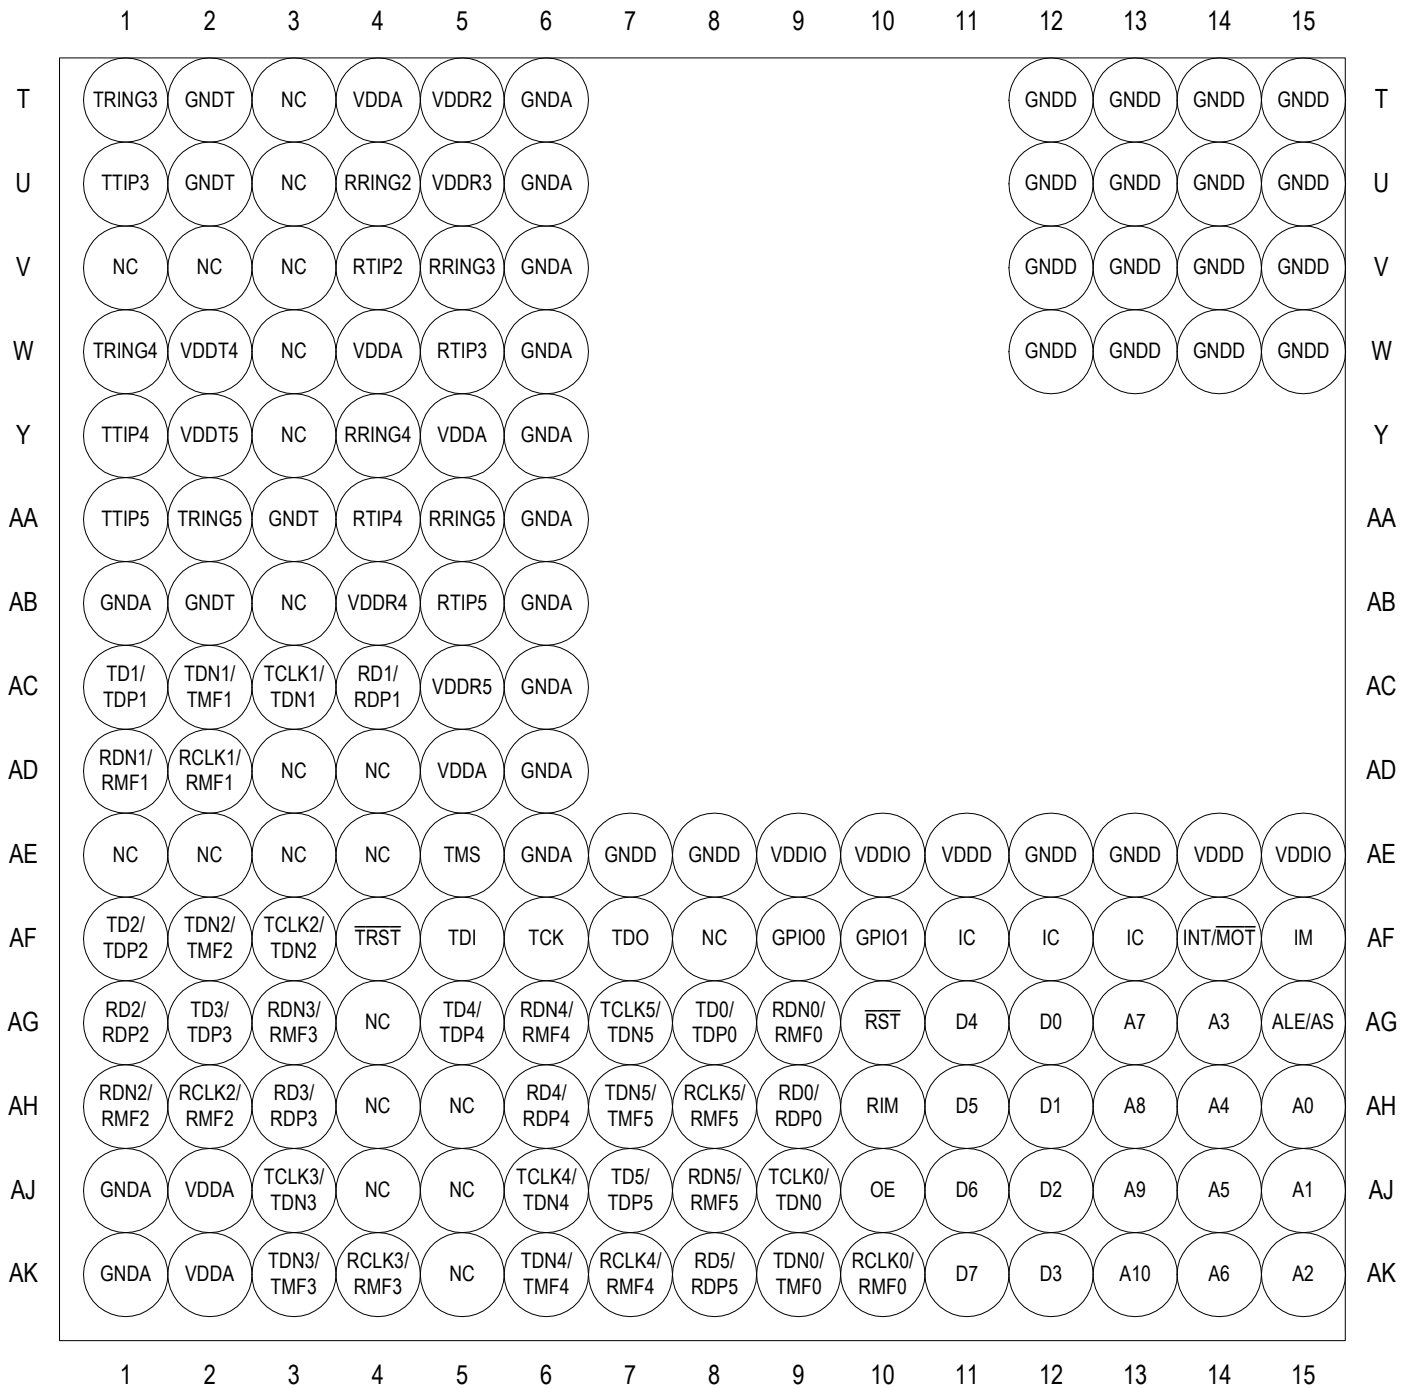 1 2 3 4 5 6 7 8 9 10 11 12 13 14 15
T TRING3 GNDT NC VDDA VDDR2 GNDA GNDD GNDD GNDD GNDD T
U TTIP3 GNDT NC RRING2 VDDR3 GNDA GNDD GNDD GNDD GNDD U
V NC NC NC RTIP2 RRING3 GNDA GNDD GNDD GNDD GNDD V
W TRING4 VDDT4 NC VDDA RTIP3 GNDA GNDD GNDD GNDD GNDD W
Y TTIP4 VDDT5 NC RRING4 VDDA GNDA Y
AA TTIP5 TRING5 GNDT RTIP4 RRING5 GNDA AA
AB GNDA GNDT NC VDDR4 RTIP5 GNDA AB
TD1/ TDN1/ TCLK1/ RD1/
AC VDDR5 GNDA AC
TDP1 TMF1 TDN1 RDP1
RDN1/ RCLK1/
AD NC NC VDDA GNDA AD
RMF1 RMF1
AE NC NC NC NC TMS GNDA GNDD GNDD VDDIO VDDIO VDDD GNDD GNDD VDDD VDDIO AE
TD2/ TDN2/ TCLK2/
AF TRST TDI TCK TDO NC GPIO0 GPIO1 IC IC IC INT/MOT IM AF
TDP2 TMF2 TDN2
RD2/ TD3/ RDN3/ TD4/ RDN4/ TCLK5/ TD0/ RDN0/
AG NC RST D4 D0 A7 A3 ALE/AS AG
RDP2 TDP3 RMF3 TDP4 RMF4 TDN5 TDP0 RMF0
RDN2/ RCLK2/ RD3/ RD4/ TDN5/ RCLK5/ RD0/
AH NC NC RIM D5 D1 A8 A4 A0 AH
RMF2 RMF2 RDP3 RDP4 TMF5 RMF5 RDP0
TCLK3/ TCLK4/ TD5/ RDN5/ TCLK0/
AJ GNDA VDDA NC NC OE D6 D2 A9 A5 A1 AJ
TDN3 TDN4 TDP5 RMF5 TDN0
TDN3/ RCLK3/ TDN4/ RCLK4/ RD5/ TDN0/ RCLK0/
AK GNDA VDDA NC D7 D3 A10 A6 A2 AK
TMF3 RMF3 TMF4 RMF4 RDP5 TMF0 RMF0
1 2 3 4 5 6 7 8 9 10 11 12 13 14 15